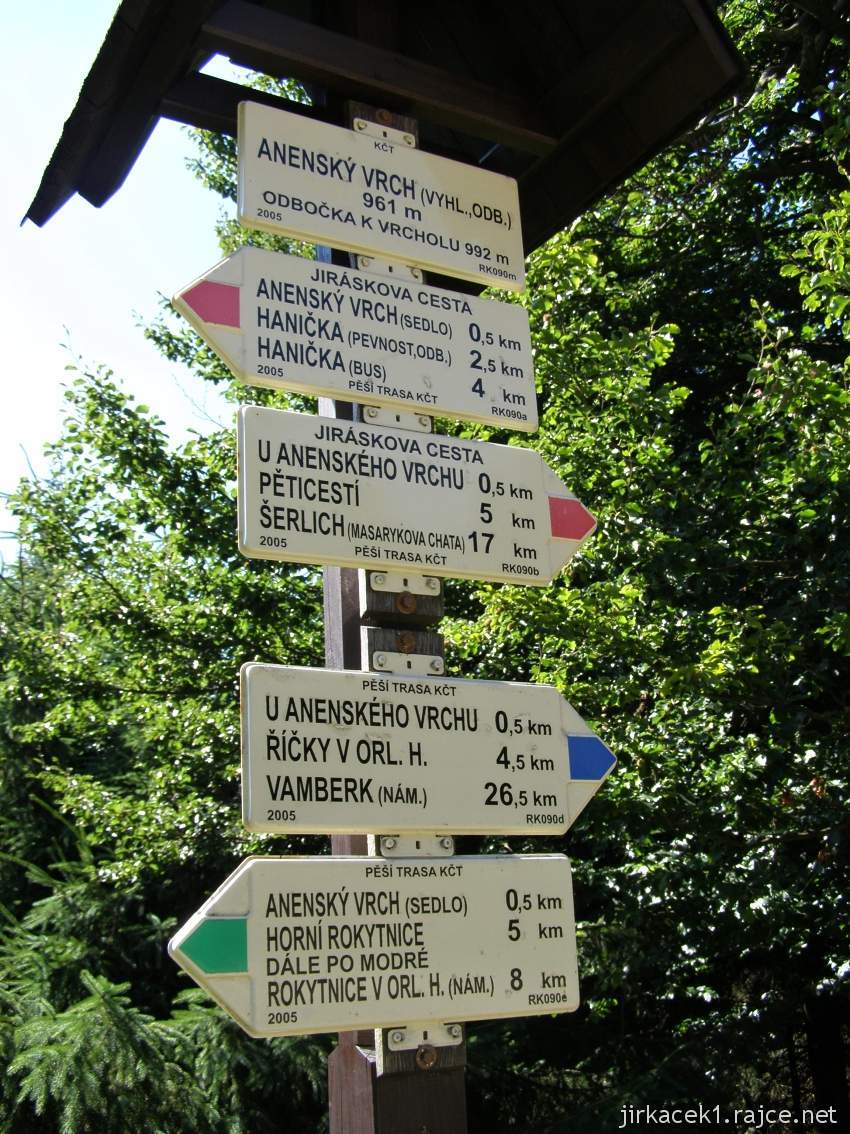 KČT
ANENSKÝ VRCH (VYHL.,ODB.)
961 m
ODBOČKA K VRCHOLU 992 m
2005 RK090m
JIRÁSKOVA CESTA
ANENSKÝ VRCH (SEDLO) 0,5 km
HANIČKA (PEVNOST,ODB.) 2,5 km
HANIČKA (BUS) 4 km
2005 PĚŠÍ TRASA KČT RK090a
JIRÁSKOVA CESTA
U ANENSKÉHO VRCHU 0,5 km
PĚTICESTÍ 5 km
ŠERLICH (MASARYKOVA CHATA) 17 km
2005 PĚŠÍ TRASA KČT RK090b
PĚŠÍ TRASA KČT
U ANENSKÉHO VRCHU 0,5 km
ŘÍČKY V ORL. H. 4,5 km
VAMBERK (NÁM.) 26,5 km
2005 RK090d
PĚŠÍ TRASA KČT
ANENSKÝ VRCH (SEDLO) 0,5 km
HORNÍ ROKYTNICE 5 km
DÁLE PO MODRÉ
ROKYTNICE V ORL. H. (NÁM.) 8 km
2005 RK090e
jirkacek1.rajce.net